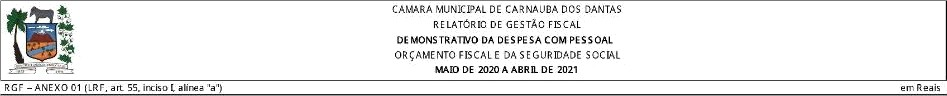 CAMARA MUNICIPAL DE CARNAUBA DOS DANTAS
RELATÓRIO DE GESTÃO FISCAL
DEMONSTRATIVO DA DESPESA COM PESSOAL
ORÇAMENTO FISCAL E DA SEGURIDADE SOCIAL
MAIO DE 2020 A ABRIL DE 2021
RGF – ANEXO 01 (LRF, art. 55, inciso I, alínea "a") em Reais